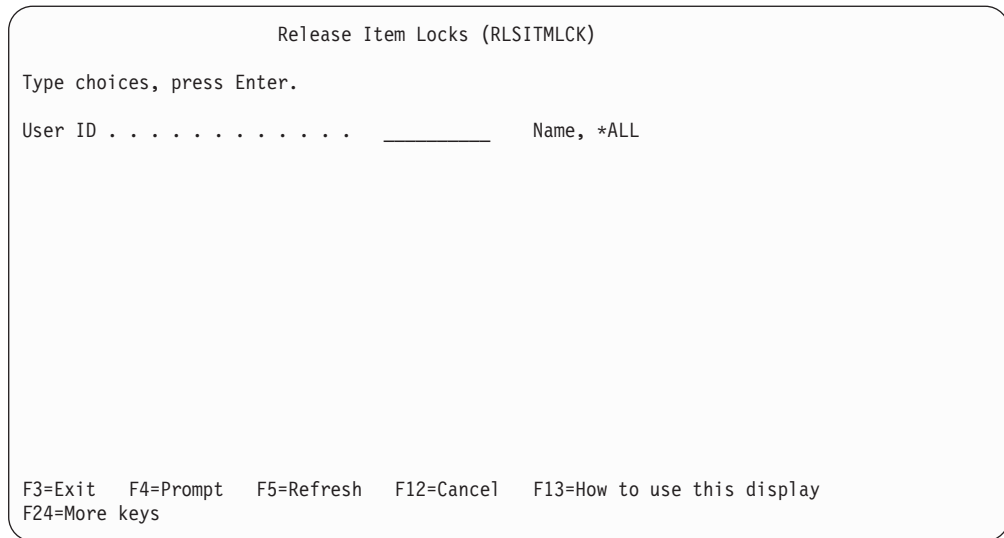 Release Item Locks (RLSITMLCK)
Type choices, press Enter.
User ID . . . . . . . . . . . . __________ Name, *ALL
F3=Exit F4=Prompt F5=Refresh F12=Cancel F13=How to use this display
F24=More keys